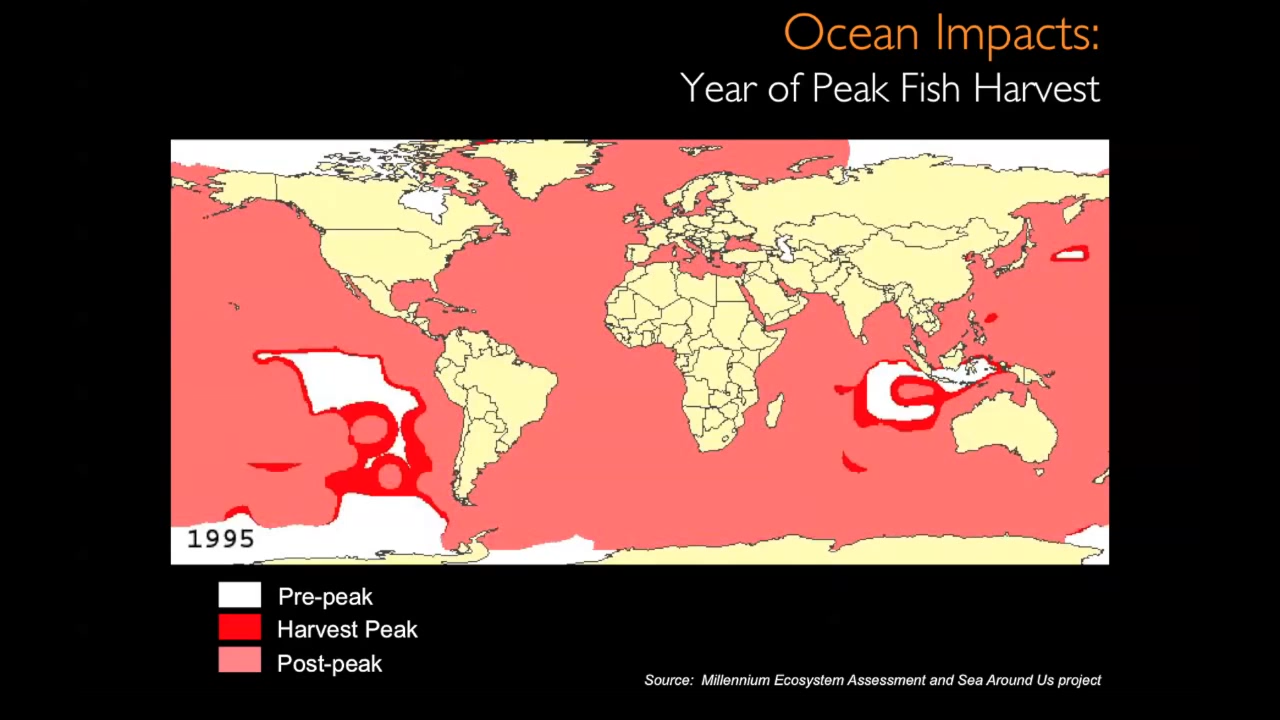 Ocean Impacts:
Year of Peak Fish Harvest
1995
Pre-peak
Harvest Peak
Post-peak
Source: Millennium Ecosystem Assessment and Sea Around Us project